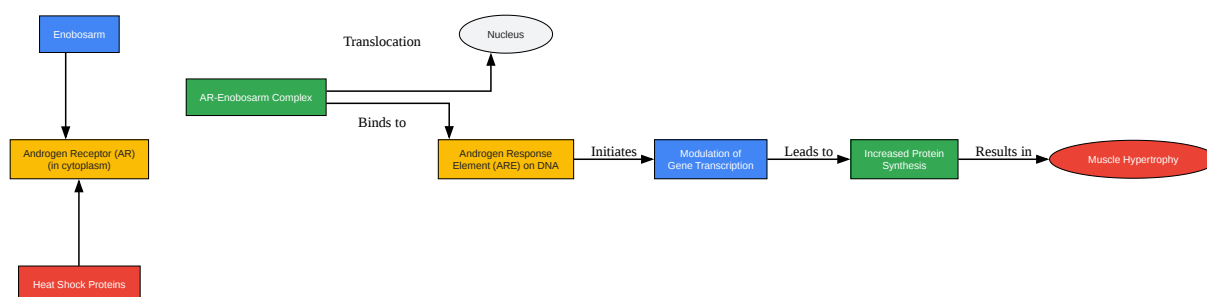 Enobosarm
Translocation
Nucleus
AR-Enobosarm Complex
Binds to
Androgen Receptor (AR)
(in cytoplasm)
Androgen Response
Element (ARE) on DNA
Initiates
Modulation of
Gene Transcription
Leads to
Increased Protein
Synthesis
Results in
Muscle Hypertrophy
Heat Shock Proteins